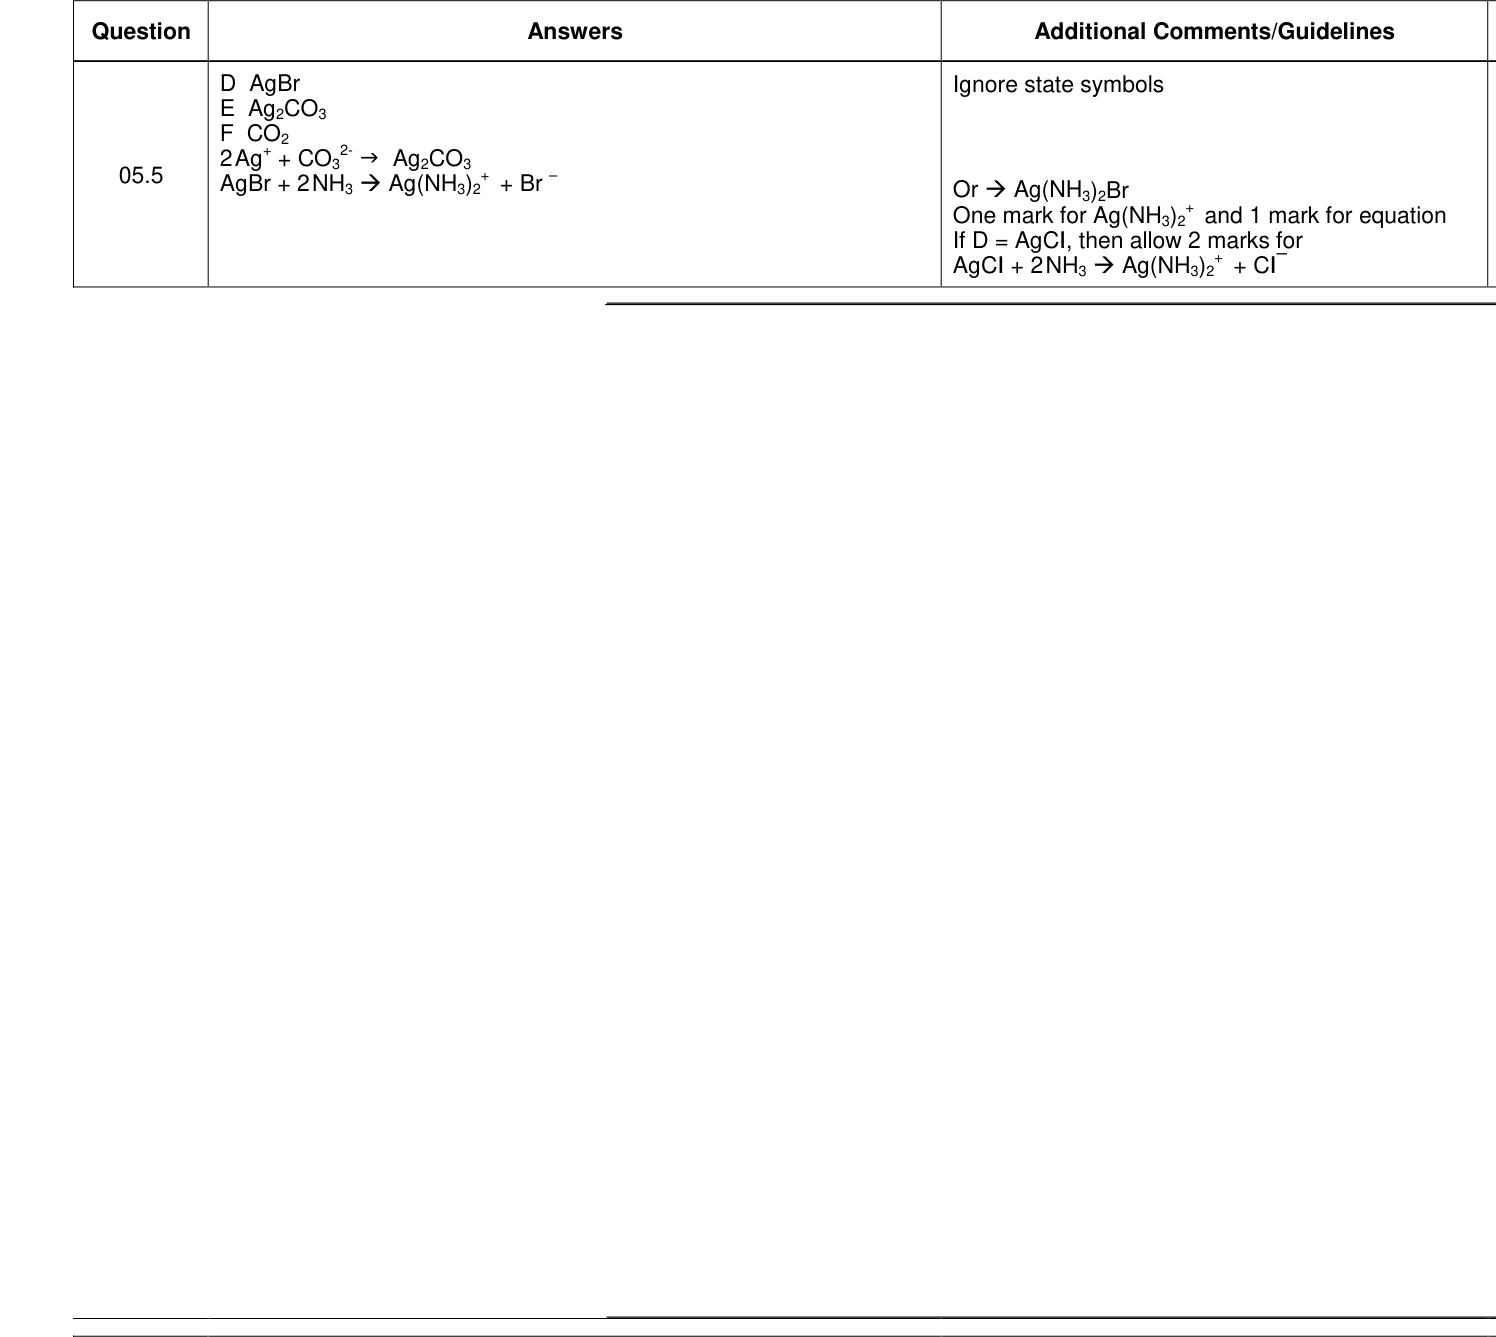 Question Answers Additional Comments/Guidelines
05.5
D AgBr
E Ag₂CO₃
F CO₂
2Ag⁺ + CO₃²⁻ → Ag₂CO₃
AgBr + 2NH₃ → Ag(NH₃)₂⁺ + Br⁻
Ignore state symbols
Or → Ag(NH₃)₂Br
One mark for Ag(NH₃)₂⁺ and 1 mark for equation
If D = AgCl, then allow 2 marks for
AgCl + 2NH₃ → Ag(NH₃)₂⁺ + Cl⁻